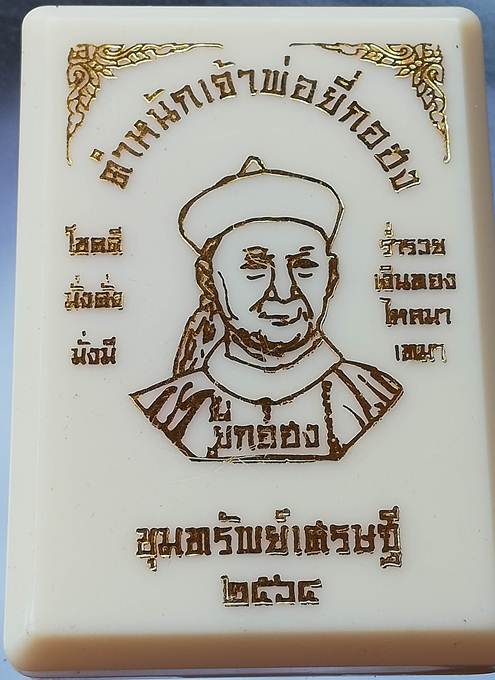 ตำหนักเจ้าพ่อยี่กอฮง
โชคดี
มั่งคั่ง
มั่งมี
ร่ำรวย
เงินทอง
ไหลมา
เทมา
ยี่กอฮง
ขุมทรัพย์เศรษฐี
๒๕๖๔